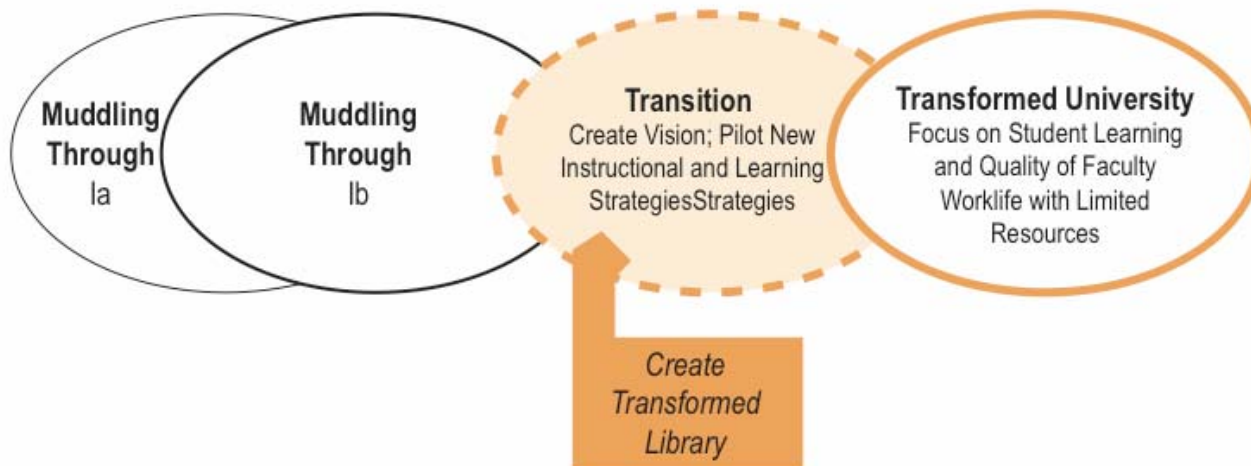 Muddling
Through
Ia
Muddling
Through
Ib
Transition
Create Vision; Pilot New
Instructional and Learning
StrategiesStrategies
Transformed University
Focus on Student Learning
and Quality of Faculty
Worklife with Limited
Resources
Create
Transformed
Library